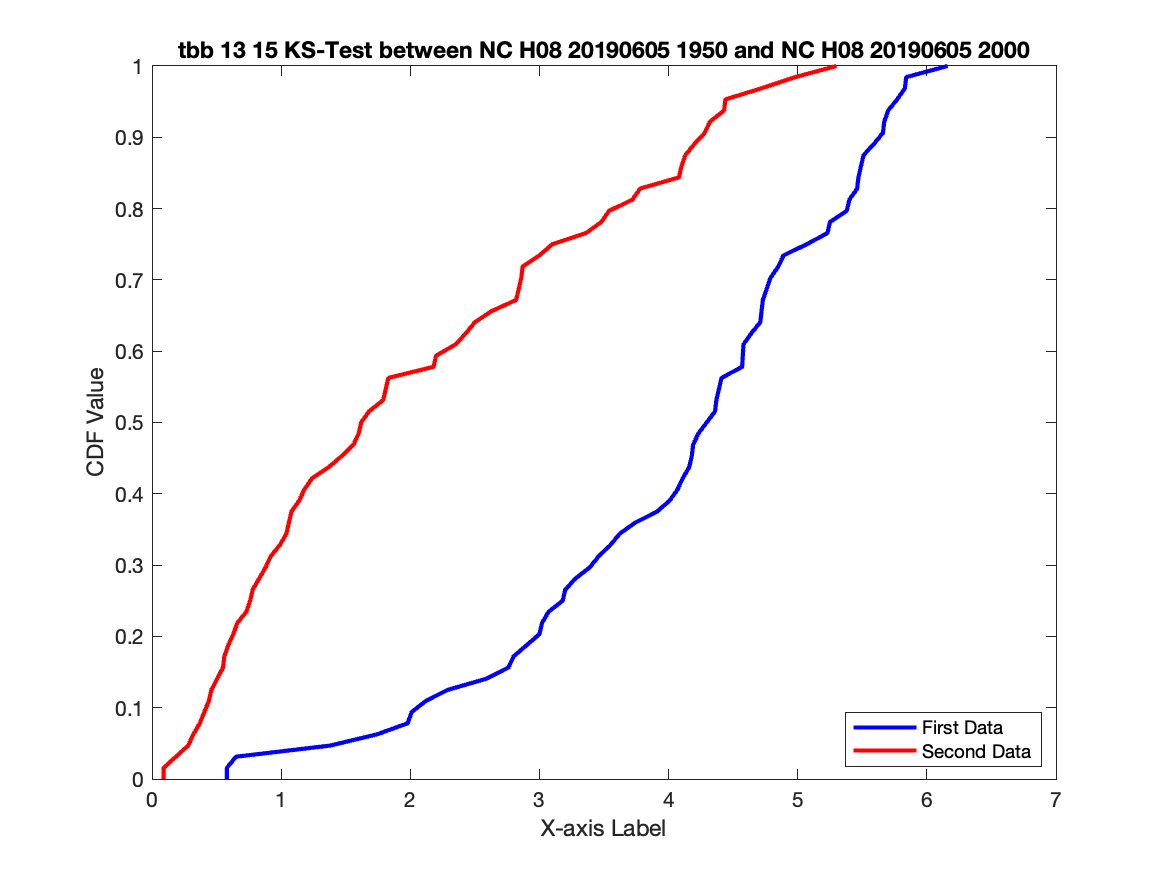 tbb 13 15 KS-Test between NC H08 20190605 1950 and NC H08 20190605 2000
1
0.9
0.8
0.7
0.6
0.5
0.4
0.3
0.2
0.1
0
CDF Value
First Data
Second Data
0 1 2 3 4 5 6 7
X-axis Label